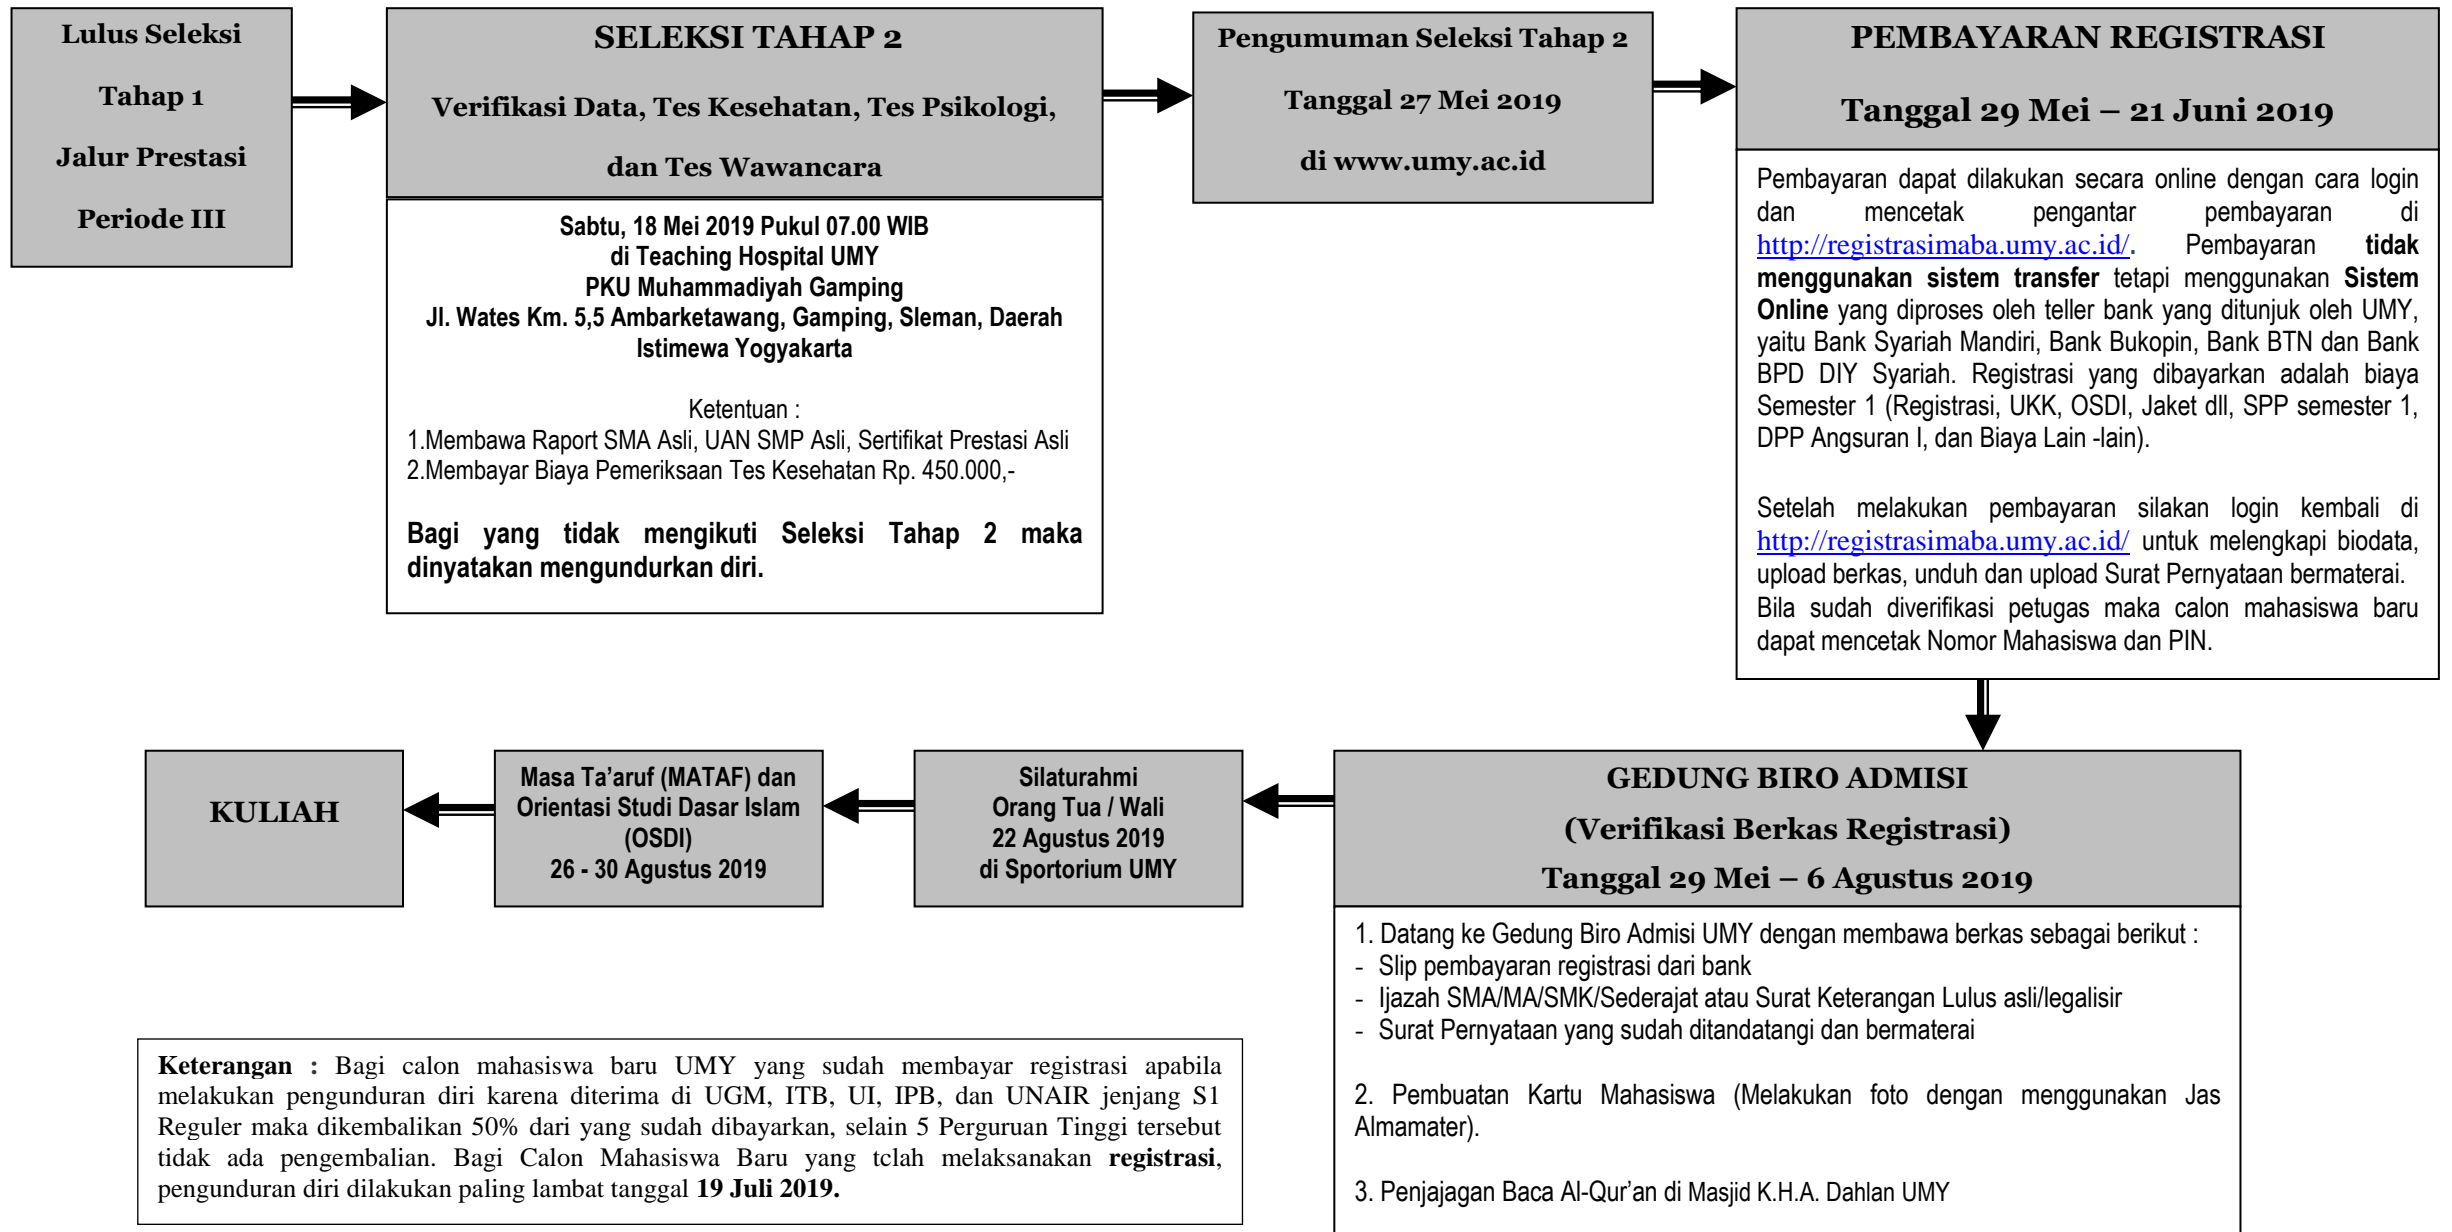 Lulus Seleksi
Tahap 1
Jalur Prestasi
Periode III
SELEKSI TAHAP 2
Verifikasi Data, Tes Kesehatan, Tes Psikologi,
dan Tes Wawancara
Sabtu, 18 Mei 2019 Pukul 07.00 WIB
di Teaching Hospital UMY
PKU Muhammadiyah Gamping
Jl. Wates Km. 5,5 Ambarketawang, Gamping, Sleman, Daerah
Istimewa Yogyakarta
Ketentuan :
1.Membawa Raport SMA Asli, UAN SMP Asli, Sertifikat Prestasi Asli
2.Membayar Biaya Pemeriksaan Tes Kesehatan Rp. 450.000,-
Bagi yang tidak mengikuti Seleksi Tahap 2 maka
dinyatakan mengundurkan diri.
Pengumuman Seleksi Tahap 2
Tanggal 27 Mei 2019
di www.umy.ac.id
PEMBAYARAN REGISTRASI
Tanggal 29 Mei – 21 Juni 2019
Pembayaran dapat dilakukan secara online dengan cara login
dan mencetak pengantar pembayaran di
http://registrasimaba.umy.ac.id/. Pembayaran tidak
menggunakan sistem transfer tetapi menggunakan Sistem
Online yang diproses oleh teller bank yang ditunjuk oleh UMY,
yaitu Bank Syariah Mandiri, Bank Bukopin, Bank BTN dan Bank
BPD DIY Syariah. Registrasi yang dibayarkan adalah biaya
Semester 1 (Registrasi, UKK, OSDI, Jaket dll, SPP semester 1,
DPP Angsuran I, dan Biaya Lain -lain).
Setelah melakukan pembayaran silakan login kembali di
http://registrasimaba.umy.ac.id/ untuk melengkapi biodata,
upload berkas, unduh dan upload Surat Pernyataan bermaterai.
Bila sudah diverifikasi petugas maka calon mahasiswa baru
dapat mencetak Nomor Mahasiswa dan PIN.
GEDUNG BIRO ADMISI
(Verifikasi Berkas Registrasi)
Tanggal 29 Mei – 6 Agustus 2019
1. Datang ke Gedung Biro Admisi UMY dengan membawa berkas sebagai berikut :
- Slip pembayaran registrasi dari bank
- Ijazah SMA/MA/SMK/Sederajat atau Surat Keterangan Lulus asli/legalisir
- Surat Pernyataan yang sudah ditandatangi dan bermaterai
2. Pembuatan Kartu Mahasiswa (Melakukan foto dengan menggunakan Jas
Almamater).
3. Penjajagan Baca Al-Qur’an di Masjid K.H.A. Dahlan UMY
Silaturahmi
Orang Tua / Wali
22 Agustus 2019
di Sportorium UMY
Masa Ta’aruf (MATAF) dan
Orientasi Studi Dasar Islam
(OSDI)
26 - 30 Agustus 2019
KULIAH
Keterangan : Bagi calon mahasiswa baru UMY yang sudah membayar registrasi apabila
melakukan pengunduran diri karena diterima di UGM, ITB, UI, IPB, dan UNAIR jenjang S1
Reguler maka dikembalikan 50% dari yang sudah dibayarkan, selain 5 Perguruan Tinggi tersebut
tidak ada pengembalian. Bagi Calon Mahasiswa Baru yang tclah melaksanakan registrasi,
pengunduran diri dilakukan paling lambat tanggal 19 Juli 2019.